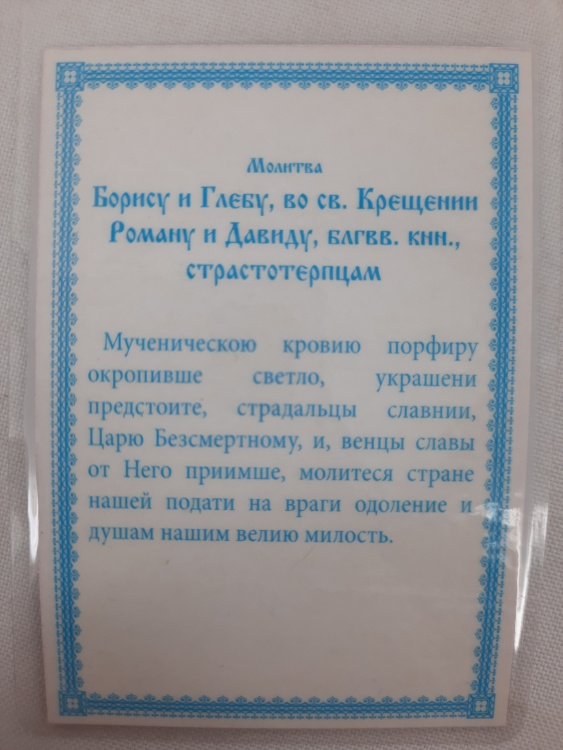 Молитва
Борису и Глебу, во св. Крещении
Роману и Давиду, блгвв. кнн.,
страстотерпцам
Мученическою кровию порфиру
окропивше светло, украшени
предстоите, страдальцы славнии,
Царю Безсмертному, и, венцы славы
от Него приимше, молитеся стране
нашей подати на враги одоление и
душам нашим велию милость.